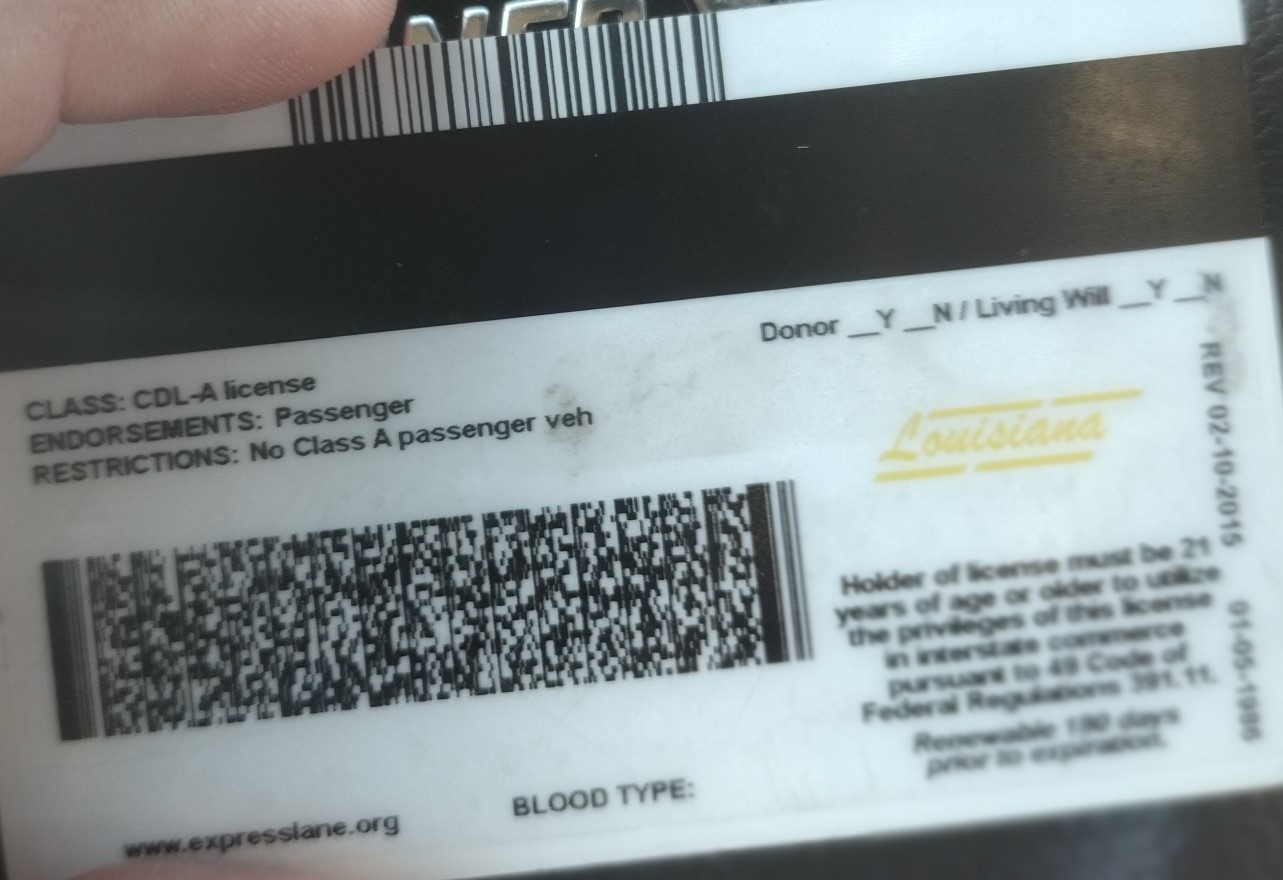 Donor __Y __N / Living Will __Y __N
CLASS: CDL-A license
ENDORSEMENTS: Passenger
RESTRICTIONS: No Class A passenger veh
Louisiana
REV 02-10-2015
01-05-1986
Holder of license must be 21
years of age or older to utilize
the privileges of this license
in interstate commerce
pursuant to 49 Code of
Federal Regulations 391.11.
Renewable 180 days
prior to expiration.
BLOOD TYPE:
www.expresslane.org